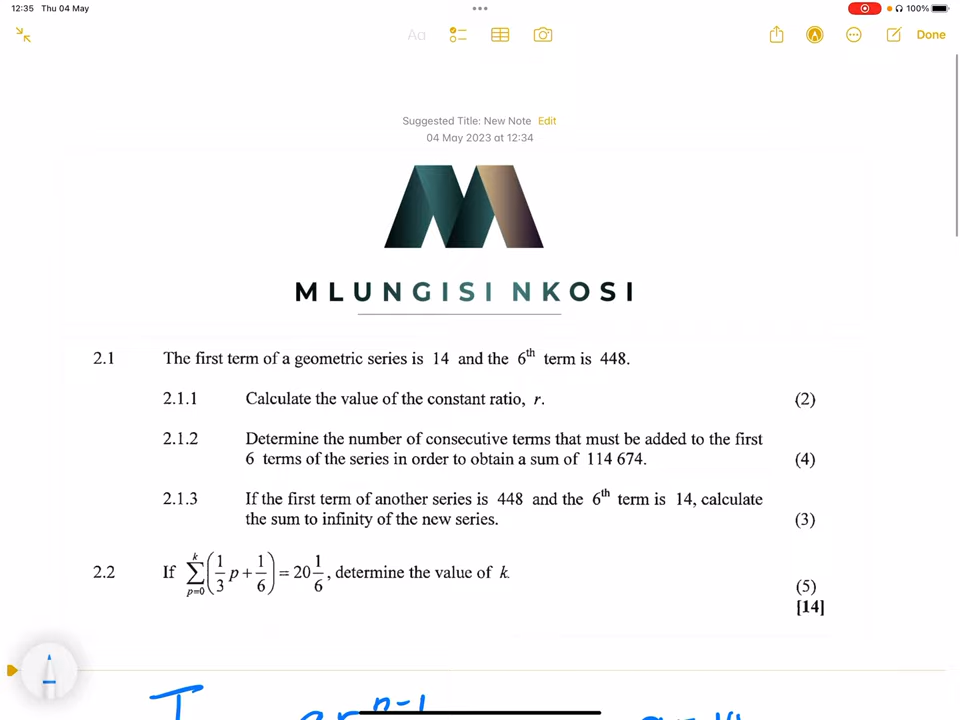 12:35 Thu 04 May
100%
Aa
Done
Suggested Title: New Note Edit
04 May 2023 at 12:34
MLUNGISI NKOSI
2.1 The first term of a geometric series is 14 and the 6th term is 448.
2.1.1 Calculate the value of the constant ratio, r. (2)
2.1.2 Determine the number of consecutive terms that must be added to the first
6 terms of the series in order to obtain a sum of 114 674. (4)
2.1.3 If the first term of another series is 448 and the 6th term is 14, calculate
the sum to infinity of the new series. (3)
2.2 If ∑_{p=0}^{k} (1/3 p + 1/6) = 20 1/6, determine the value of k. (5)
[14]